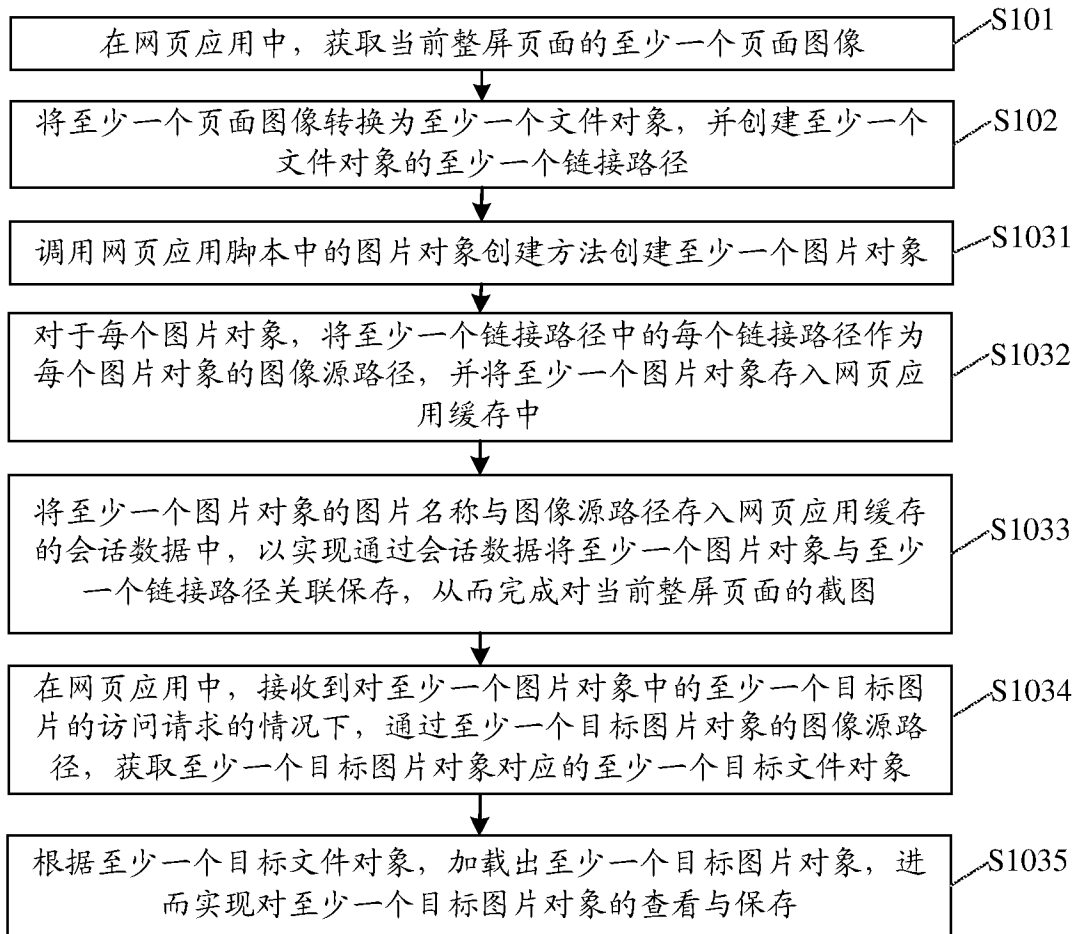 在网页应用中，获取当前整屏页面的至少一个页面图像
S101
将至少一个页面图像转换为至少一个文件对象，并创建至少一个
文件对象的至少一个链接路径
S102
调用网页应用脚本中的图片对象创建方法创建至少一个图片对象
S1031
对于每个图片对象，将至少一个链接路径中的每个链接路径作为
每个图片对象的图像源路径，并将至少一个图片对象存入网页应
用缓存中
S1032
将至少一个图片对象的图片名称与图像源路径存入网页应用缓存
的会话数据中，以实现通过会话数据将至少一个图片对象与至少
一个链接路径关联保存，从而完成对当前整屏页面的截图
S1033
在网页应用中，接收到对至少一个图片对象中的至少一个目标图
片的访问请求的情况下，通过至少一个目标图片对象的图像源路
径，获取至少一个目标图片对象对应的至少一个目标文件对象
S1034
根据至少一个目标文件对象，加载出至少一个目标图片对象，进
而实现对至少一个目标图片对象的查看与保存
S1035